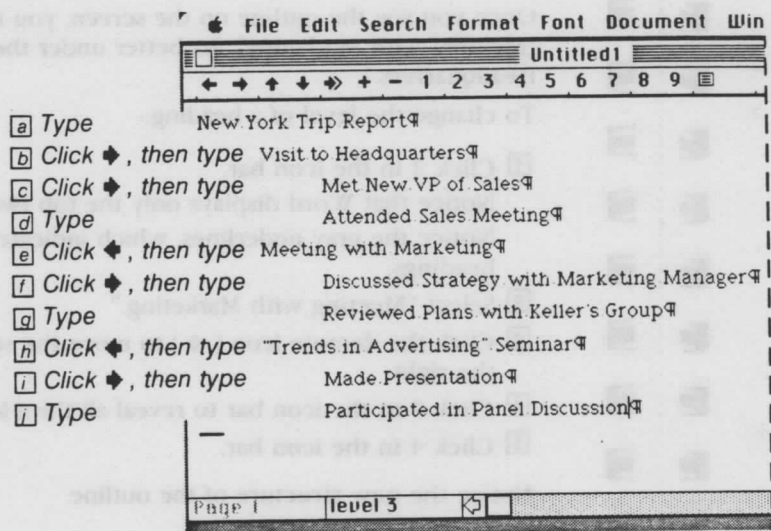 File Edit Search Format Font Document Win
Untitled1
← → ↑ ↓ + - 1 2 3 4 5 6 7 8 9
a Type New York Trip Report¶
b Click →, then type Visit to Headquarters¶
c Click →, then type Met New VP of Sales¶
d Type Attended Sales Meeting¶
e Click ←, then type Meeting with Marketing¶
f Click →, then type Discussed Strategy with Marketing Manager¶
g Type Reviewed Plans with Keller's Group¶
h Click ←, then type "Trends in Advertising" Seminar¶
i Click →, then type Made Presentation¶
j Type Participated in Panel Discussion¶
Page 1 level 3